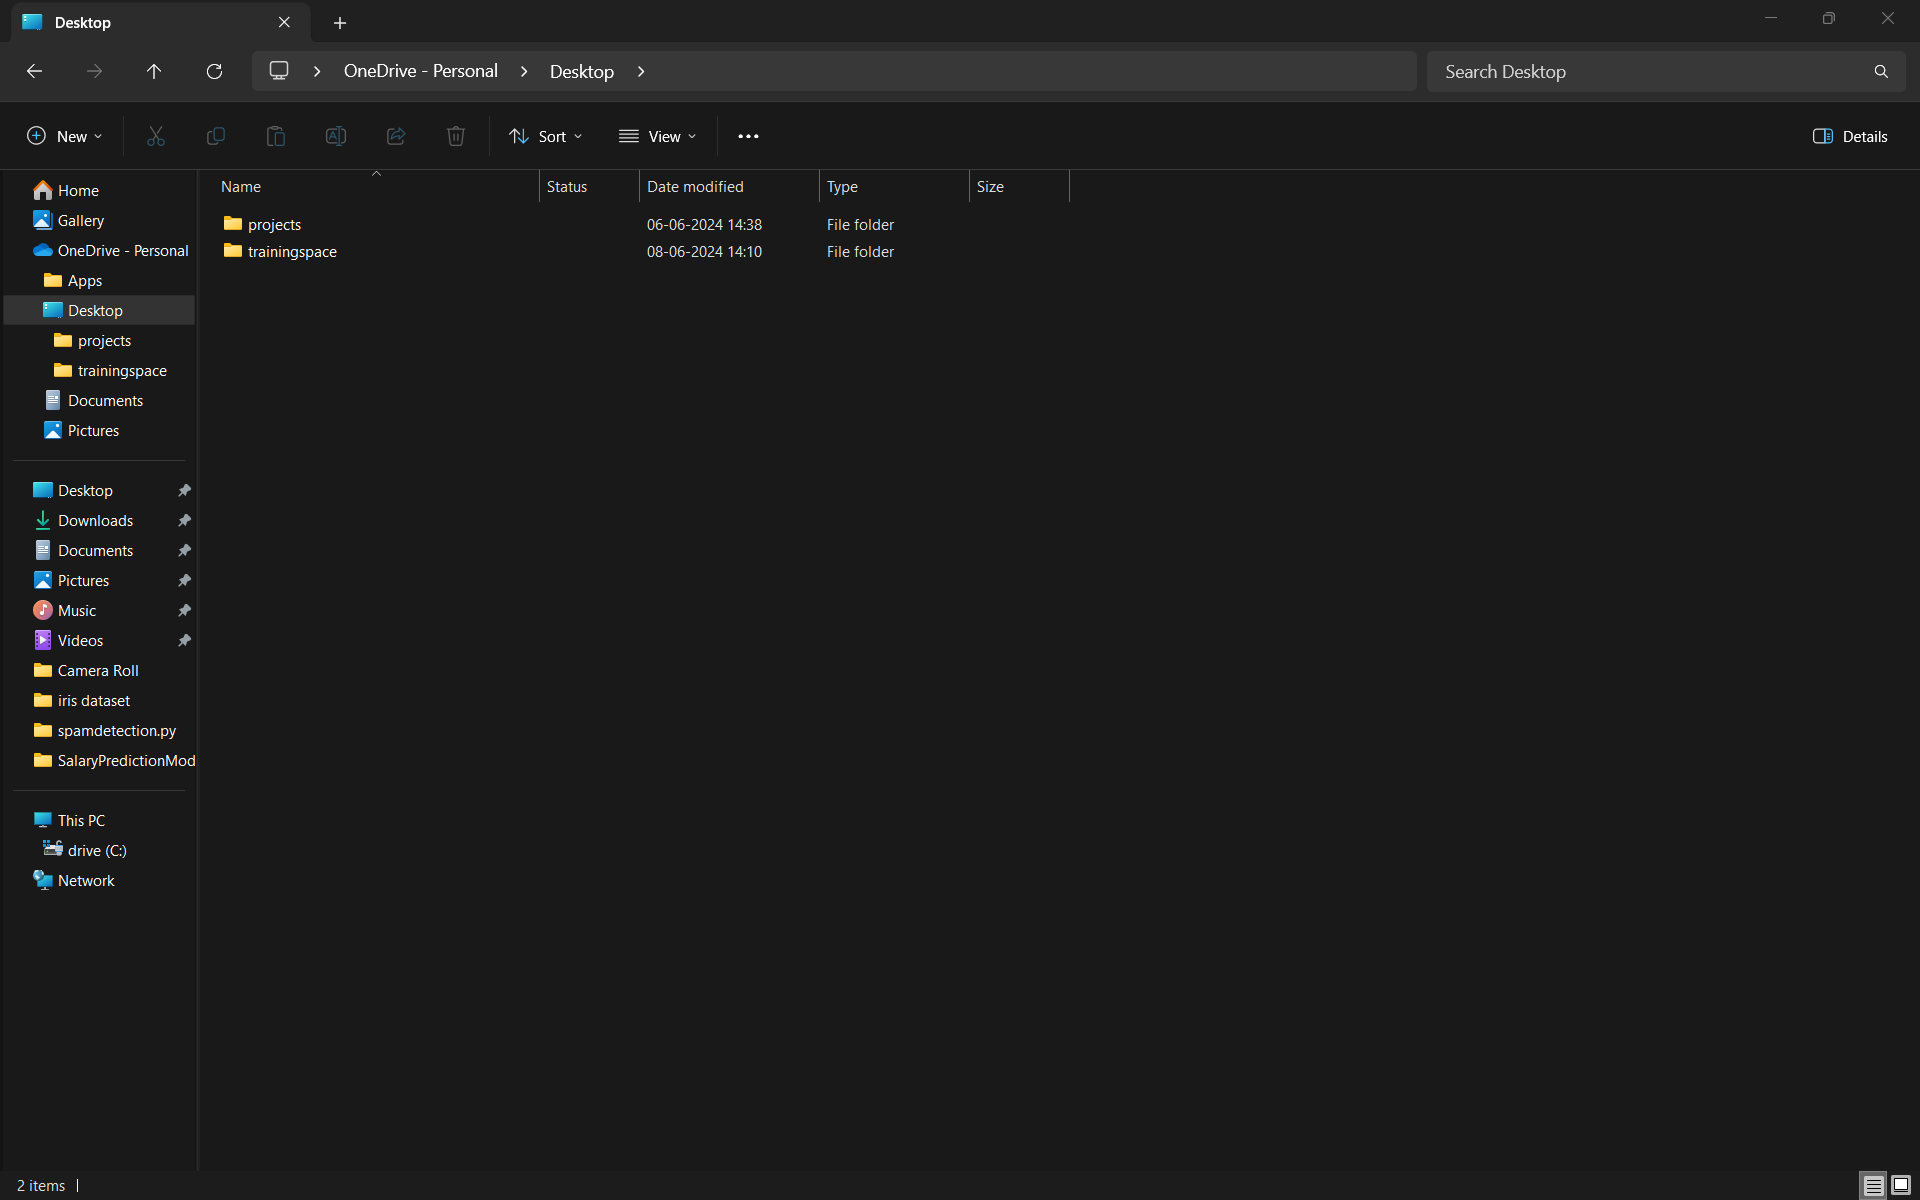 Desktop
OneDrive - Personal Desktop
Search Desktop
New
Sort
View
Details
Name Status Date modified Type Size
projects 06-06-2024 14:38 File folder
trainingspace 08-06-2024 14:10 File folder
Home
Gallery
OneDrive - Personal
Apps
Desktop
projects
trainingspace
Documents
Pictures
Desktop
Downloads
Documents
Pictures
Music
Videos
Camera Roll
iris dataset
spamdetection.py
SalaryPredictionMod
This PC
drive (C:)
Network
2 items